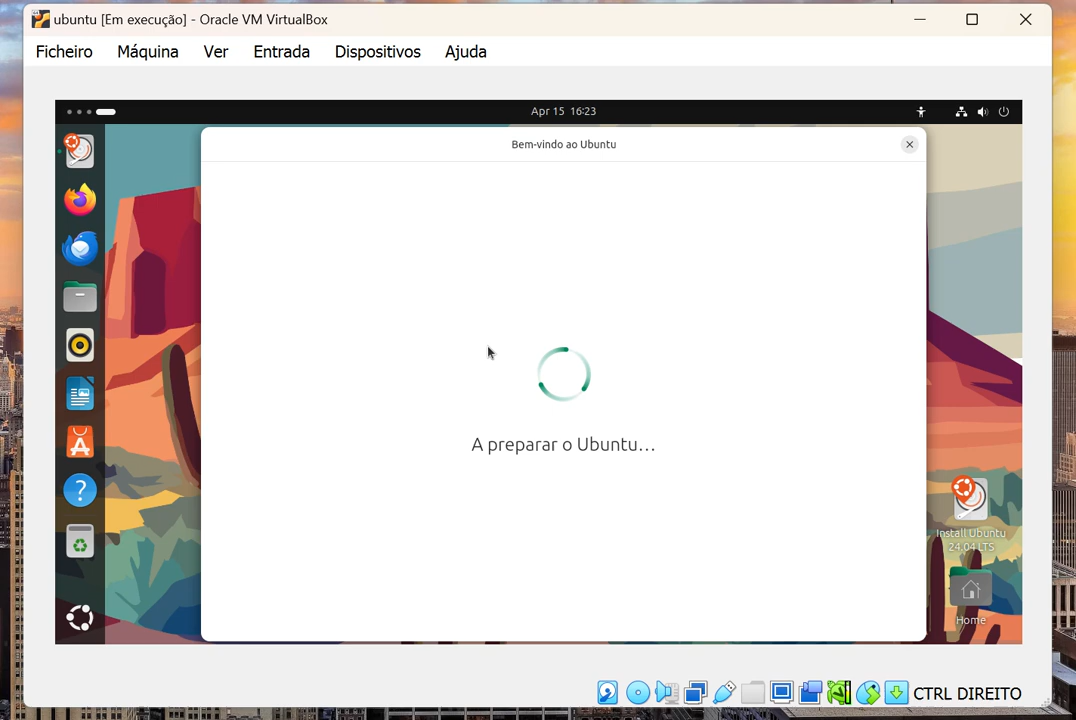 ubuntu [Em execução] - Oracle VM VirtualBox
Ficheiro Máquina Ver Entrada Dispositivos Ajuda
Apr 15 16:23
Bem-vindo ao Ubuntu
A preparar o Ubuntu...
Install Ubuntu
24.04 LTS
Home
CTRL DIREITO